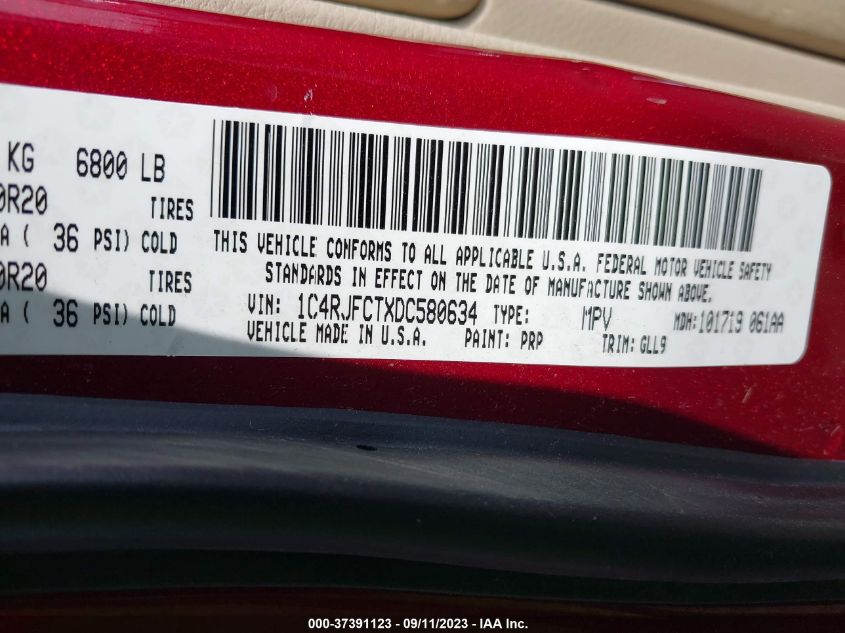 KG 6800 LB
0R20 TIRES
A ( 36 PSI) COLD
0R20 TIRES
A ( 36 PSI) COLD
THIS VEHICLE CONFORMS TO ALL APPLICABLE U.S.A. FEDERAL MOTOR VEHICLE SAFETY
STANDARDS IN EFFECT ON THE DATE OF MANUFACTURE SHOWN ABOVE.
VIN: 1C4RJFCTXDC580634 TYPE: MPV MDH:101719 061AA
VEHICLE MADE IN U.S.A. PAINT: PRP TRIM: GLL9
000-37391123 - 09/11/2023 - IAA Inc.